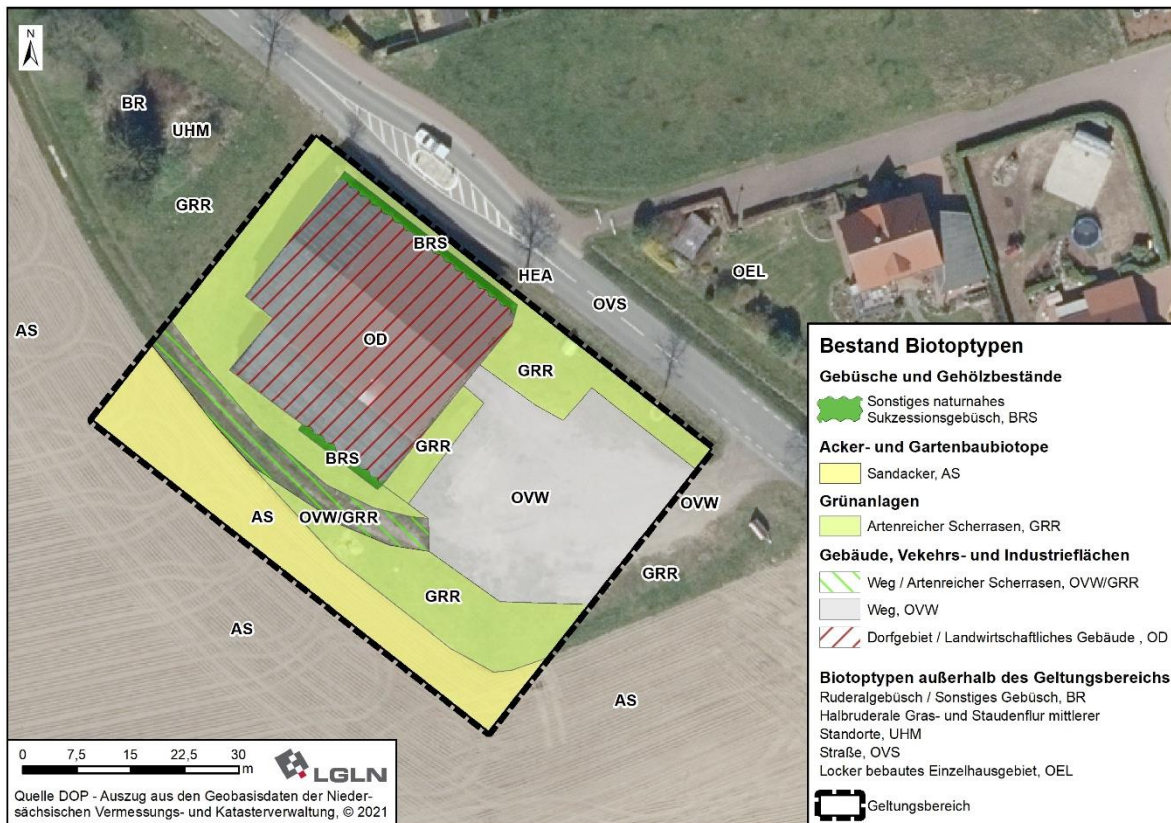 N
BR
UHM
GRR
BRS
HEA
OVS
OEL
AS
OD
GRR
GRR
BRS
OVW
OVW
AS
OVW/GRR
GRR
GRR
AS
AS
Bestand Biotoptypen
Gebüsche und Gehölzbestände
Sonstiges naturnahes
Sukzessionsgebüsch, BRS
Acker- und Gartenbaubiotope
Sandacker, AS
Grünanlagen
Artenreicher Scherrasen, GRR
Gebäude, Vekehrs- und Industrieflächen
Weg / Artenreicher Scherrasen, OVW/GRR
Weg, OVW
Dorfgebiet / Landwirtschaftliches Gebäude , OD
Biotoptypen außerhalb des Geltungsbereichs
Ruderalgebüsch / Sonstiges Gebüsch, BR
Halbruderale Gras- und Staudenflur mittlerer
Standorte, UHM
Straße, OVS
Locker bebautes Einzelhausgebiet, OEL
Geltungsbereich
0 7,5 15 22,5 30
m
LGLN
Quelle DOP - Auszug aus den Geobasisdaten der Nieder-
sächsischen Vermessungs- und Katasterverwaltung, © 2021